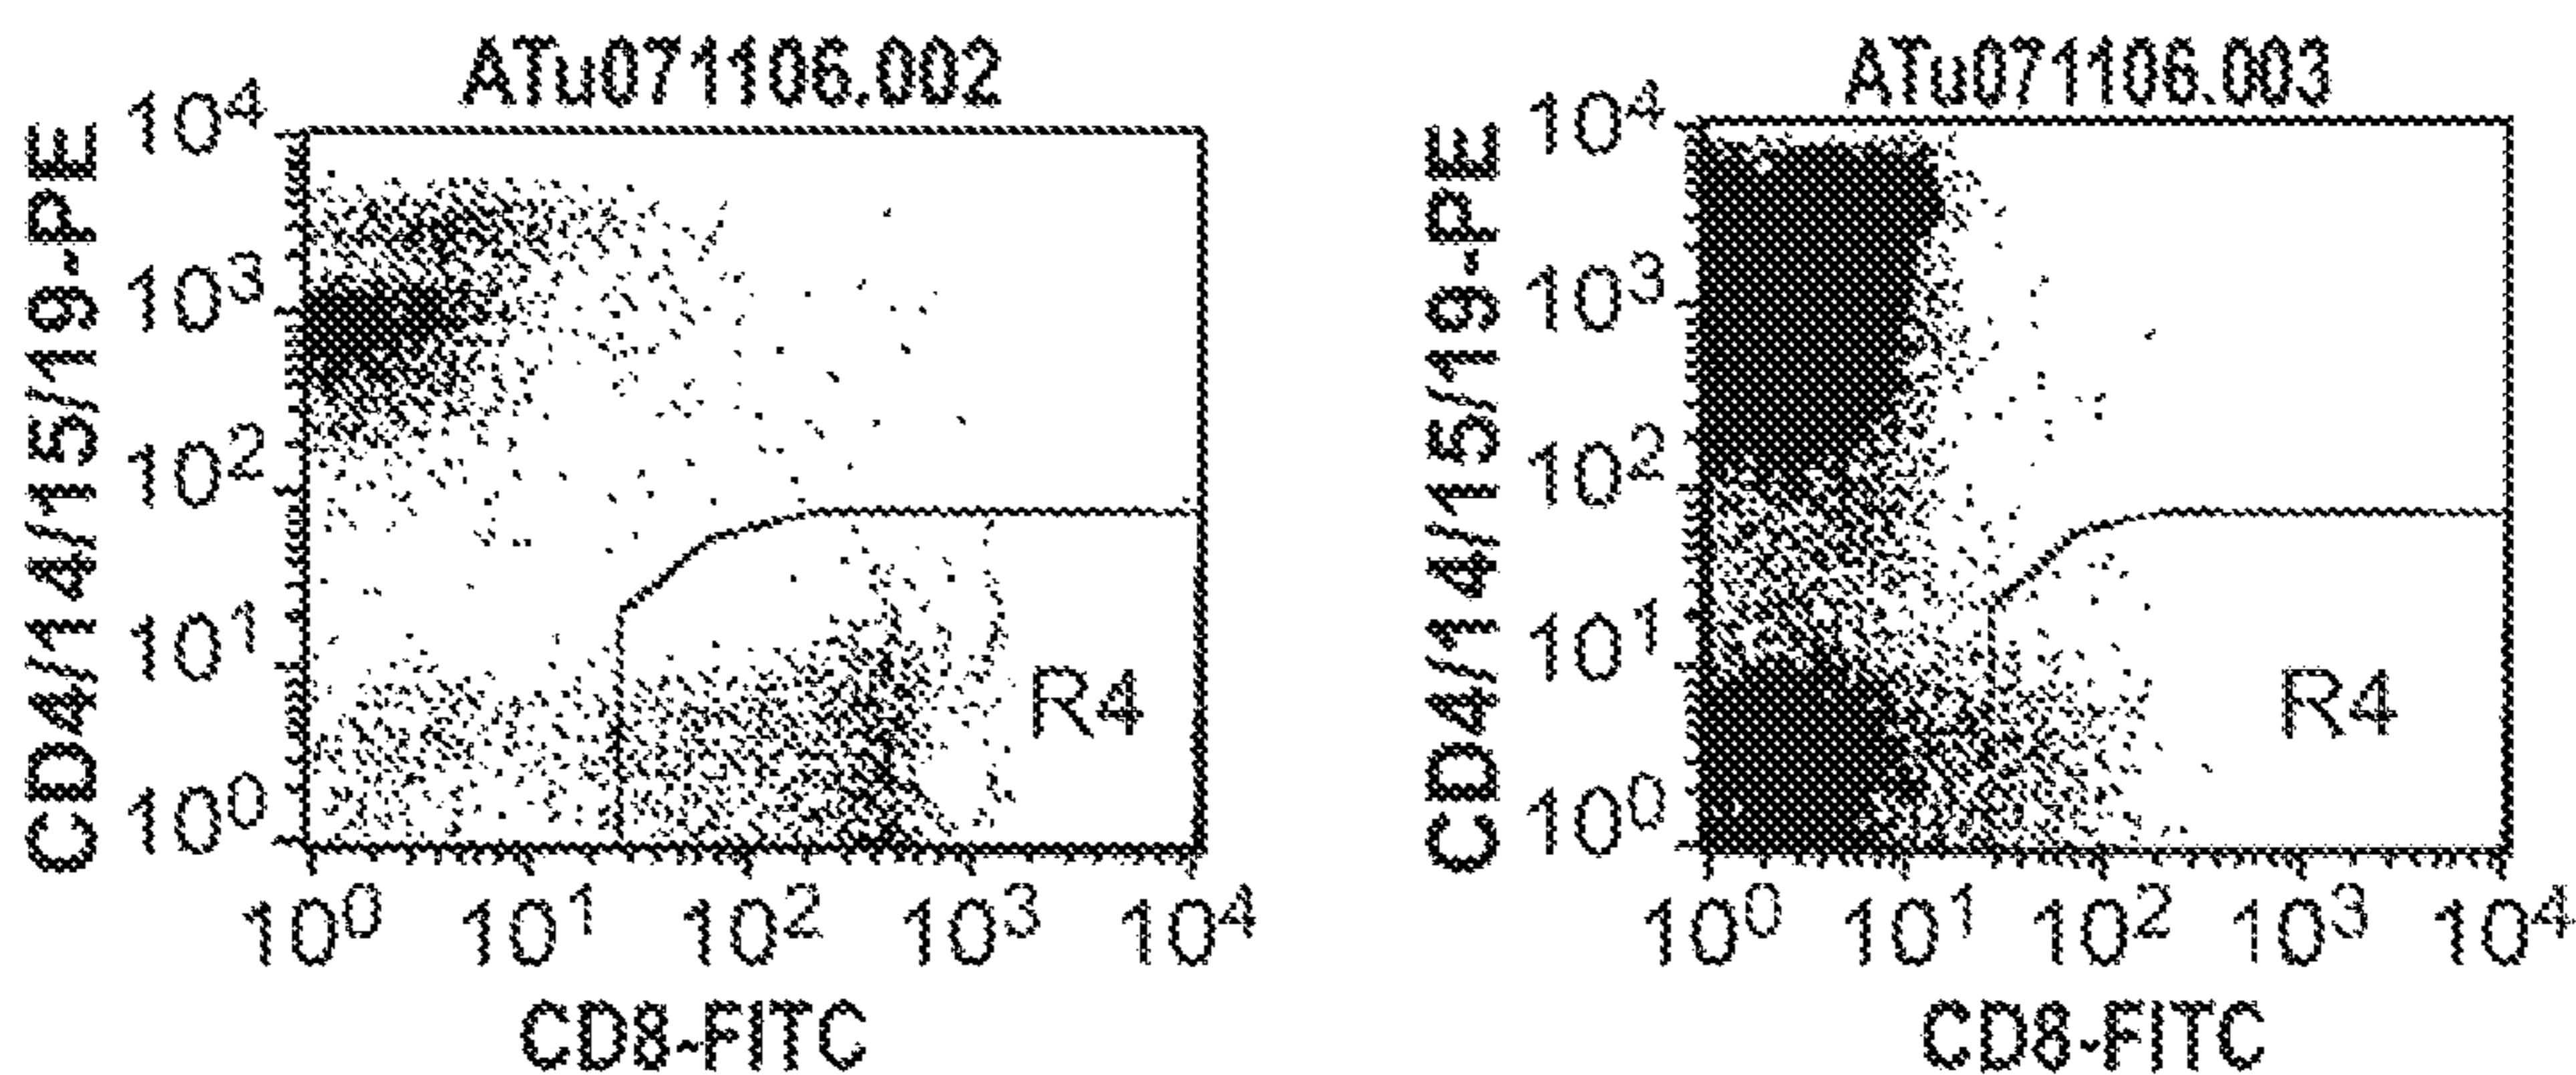 ATu071106.002
CD4/14/15/19-PE
10⁴
10³
10²
10¹
10⁰
R4
10⁰ 10¹ 10² 10³ 10⁴
CD8-FITC
ATu071106.003
CD4/14/15/19-PE
10⁴
10³
10²
10¹
10⁰
R4
10⁰ 10¹ 10² 10³ 10⁴
CD8-FITC